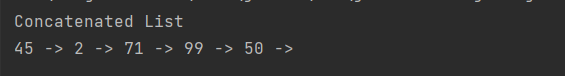 Concatenated List
45 -> 2 -> 71 -> 99 -> 50 ->